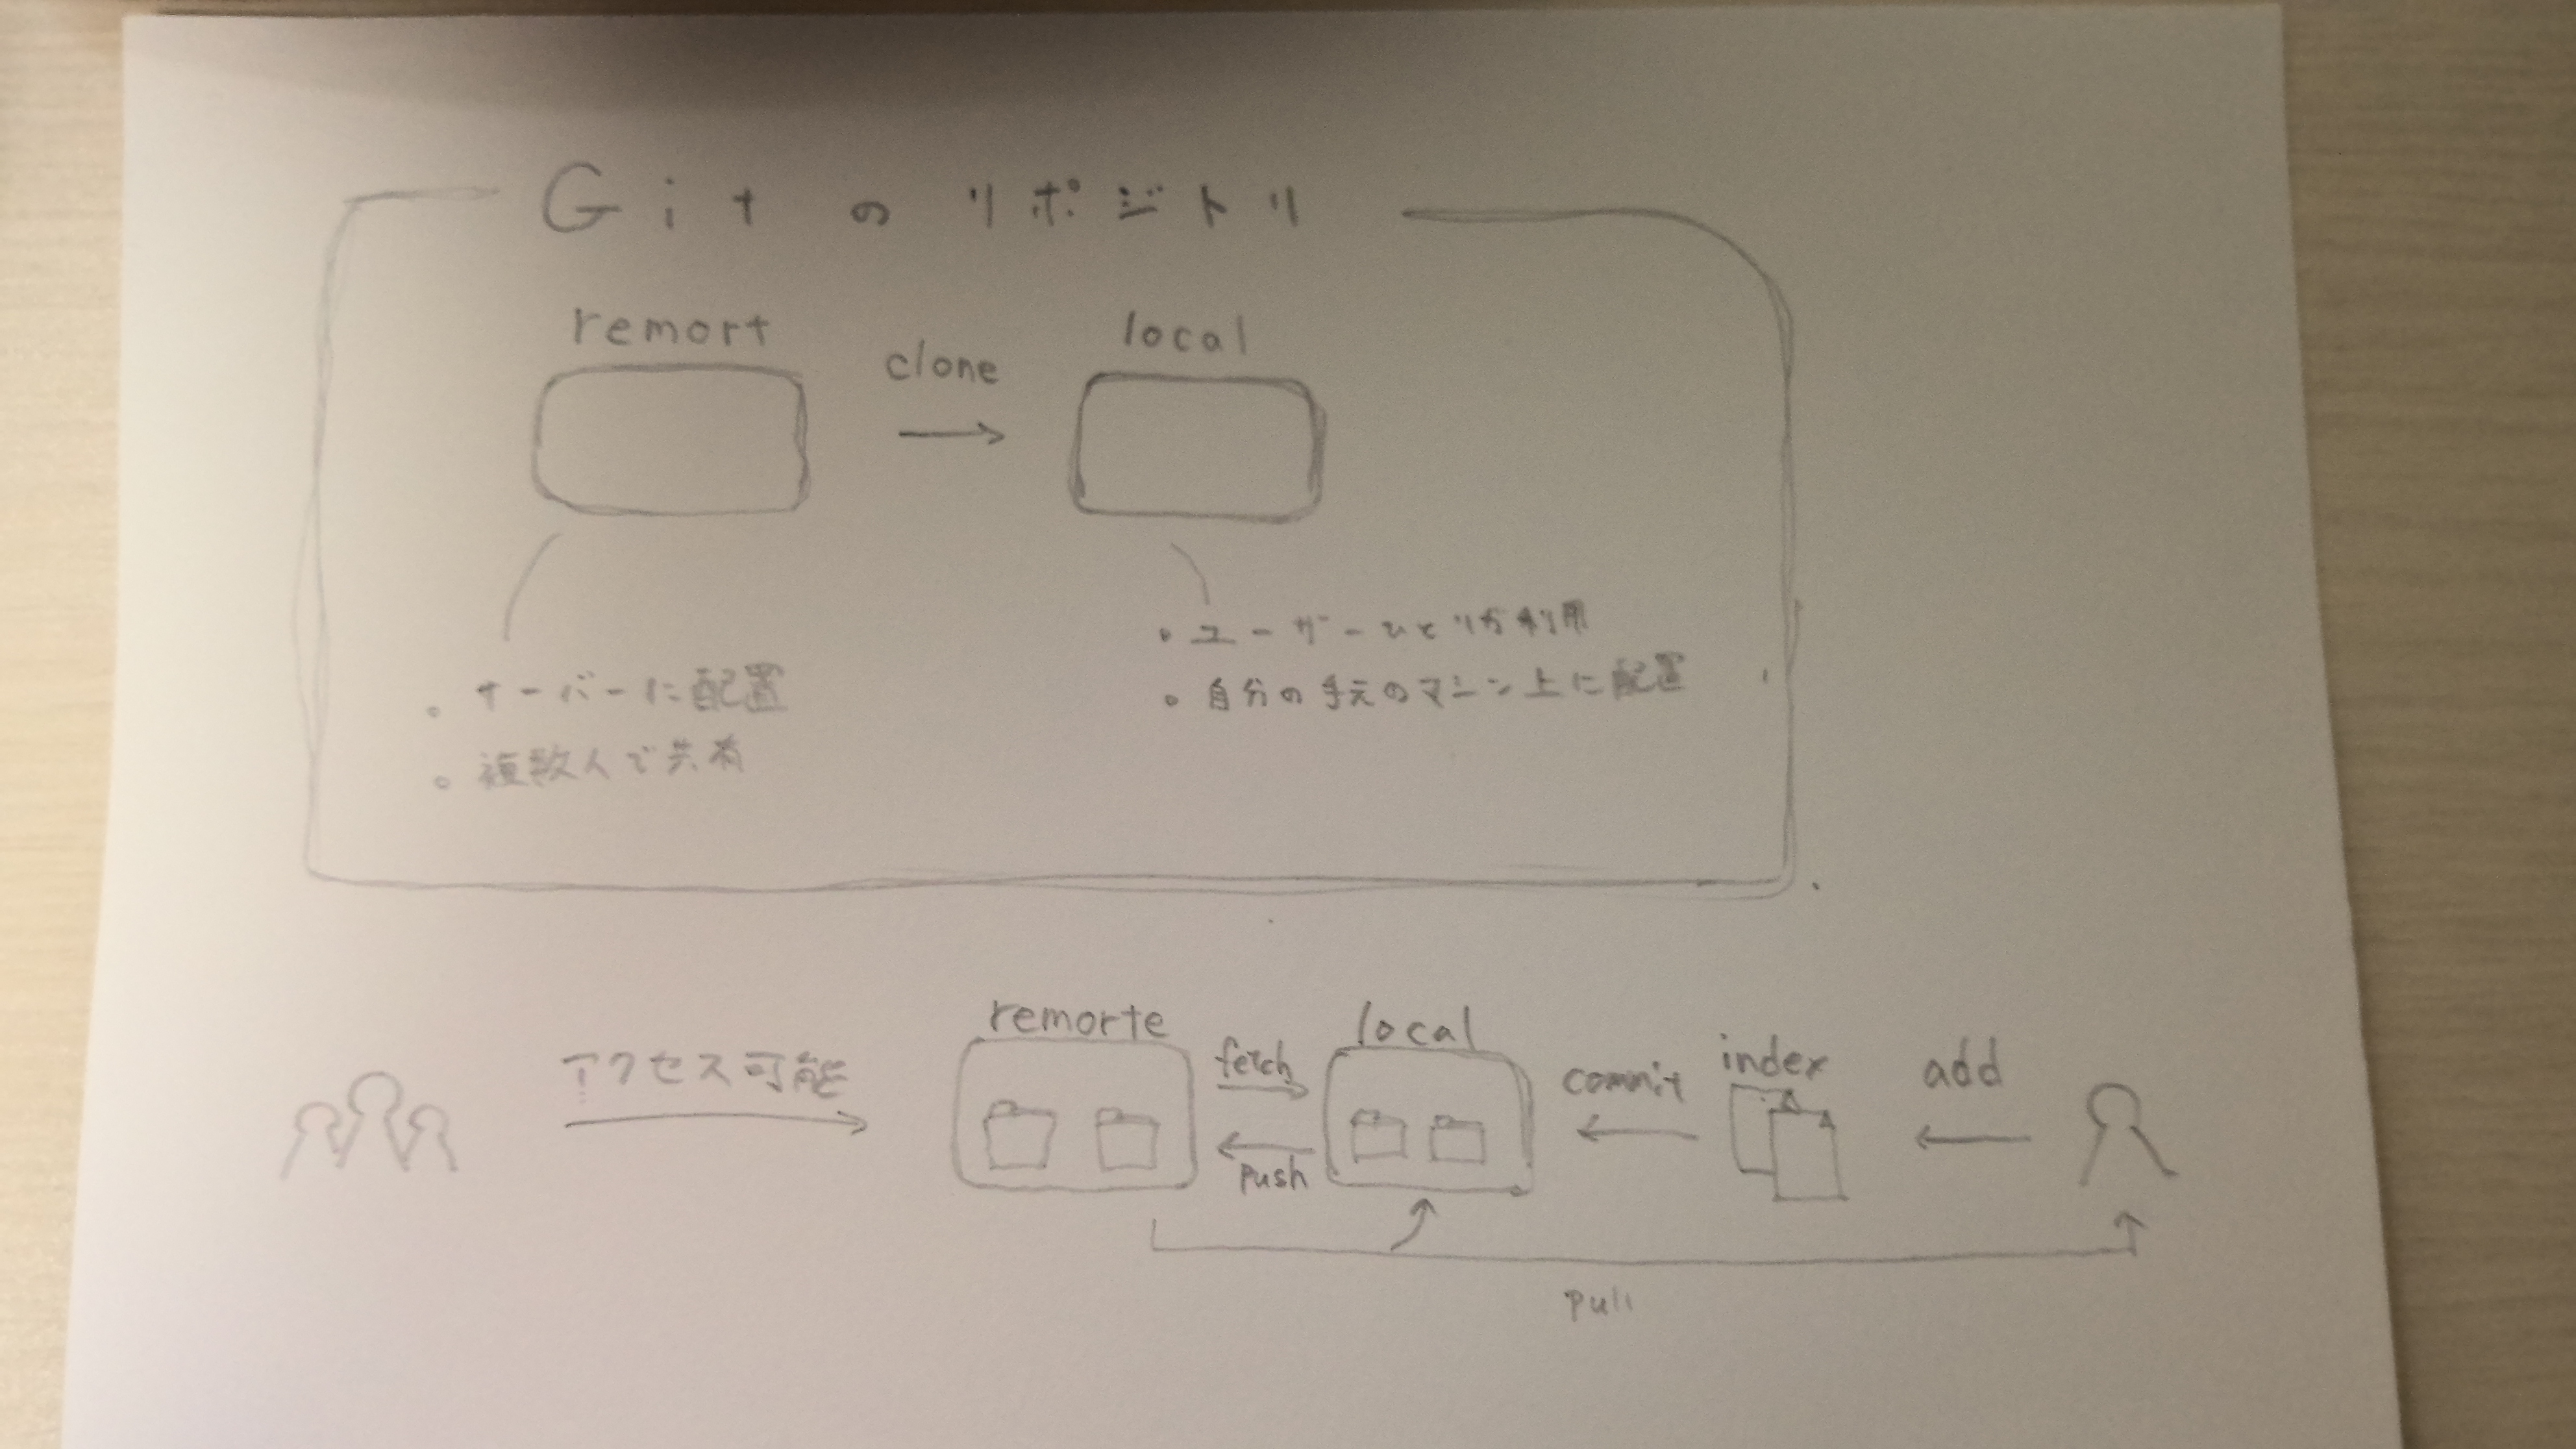 Gitのリポジトリ
remort
clone
local
・ユーザーひとりが利用
・自分の手元のマシン上に配置
・サーバーに配置
・複数人で共有
アクセス可能
remorte
fetch
push
local
commit
index
add
pull